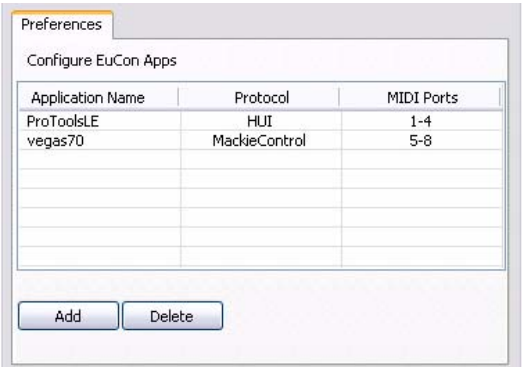 Preferences
Configure EuCon Apps
Application Name Protocol MIDI Ports
ProToolsLE HUI 1-4
vegas70 MackieControl 5-8
Add Delete